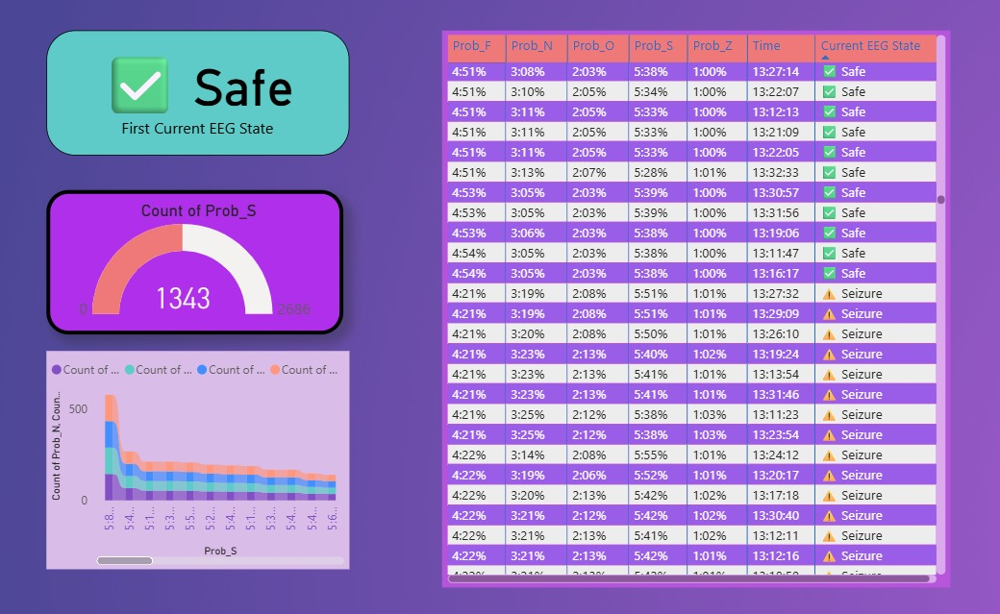 Safe
First Current EEG State
Count of Prob_S
1343
0 2686
Count of ... Count of ... Count of ... Count of ...
Count of Prob_N, Coun...
500
0
5:8... 5:4... 5:1... 5:3... 5:5... 5:2... 5:4... 5:1... 5:3... 5:4... 5:4... 5:6...
Prob_S
Prob_F Prob_N Prob_O Prob_S Prob_Z Time Current EEG State
4:51% 3:08% 2:03% 5:38% 1:00% 13:27:14 Safe
4:51% 3:10% 2:05% 5:34% 1:00% 13:22:07 Safe
4:51% 3:11% 2:05% 5:33% 1:00% 13:12:13 Safe
4:51% 3:11% 2:05% 5:33% 1:00% 13:21:09 Safe
4:51% 3:11% 2:05% 5:33% 1:00% 13:22:05 Safe
4:51% 3:13% 2:07% 5:28% 1:01% 13:32:33 Safe
4:53% 3:05% 2:03% 5:39% 1:00% 13:30:57 Safe
4:53% 3:05% 2:03% 5:39% 1:00% 13:31:56 Safe
4:53% 3:06% 2:03% 5:38% 1:00% 13:19:06 Safe
4:54% 3:05% 2:03% 5:38% 1:00% 13:11:47 Safe
4:54% 3:05% 2:03% 5:38% 1:00% 13:16:17 Safe
4:21% 3:19% 2:08% 5:51% 1:01% 13:27:32 Seizure
4:21% 3:19% 2:08% 5:51% 1:01% 13:29:09 Seizure
4:21% 3:20% 2:08% 5:50% 1:01% 13:26:10 Seizure
4:21% 3:23% 2:13% 5:40% 1:02% 13:19:24 Seizure
4:21% 3:23% 2:13% 5:41% 1:01% 13:13:54 Seizure
4:21% 3:23% 2:13% 5:41% 1:01% 13:31:46 Seizure
4:21% 3:25% 2:12% 5:38% 1:03% 13:11:23 Seizure
4:21% 3:25% 2:12% 5:38% 1:03% 13:23:54 Seizure
4:22% 3:14% 2:08% 5:55% 1:01% 13:24:12 Seizure
4:22% 3:19% 2:06% 5:52% 1:01% 13:20:17 Seizure
4:22% 3:20% 2:13% 5:42% 1:02% 13:17:18 Seizure
4:22% 3:21% 2:12% 5:42% 1:02% 13:30:40 Seizure
4:22% 3:21% 2:13% 5:41% 1:02% 13:12:11 Seizure
4:22% 3:21% 2:13% 5:42% 1:01% 13:12:16 Seizure